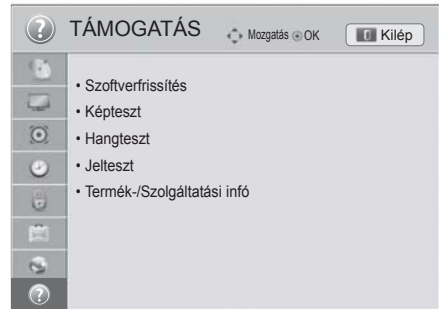 TÁMOGATÁS
Mozgatás
OK
Kilép
• Szoftverfrissítés
• Képteszt
• Hangteszt
• Jelteszt
• Termék-/Szolgáltatási infó